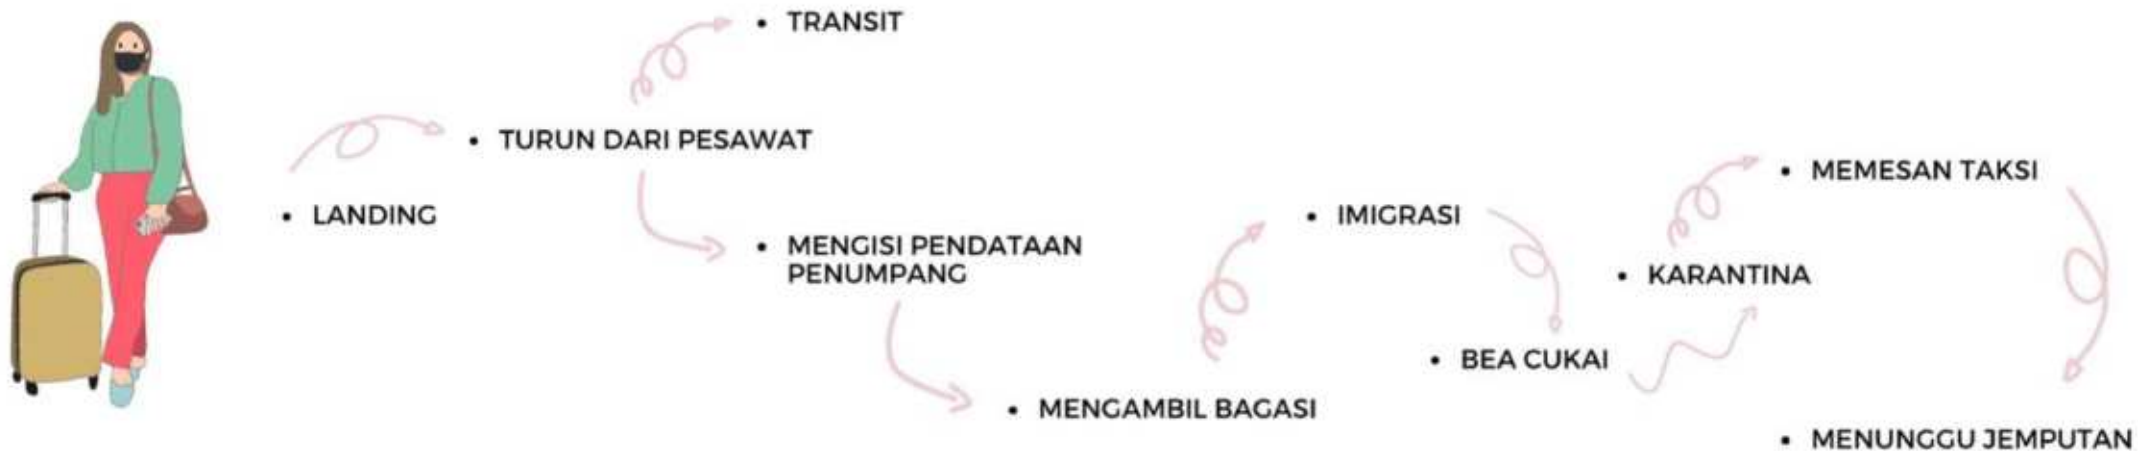 • TRANSIT
• TURUN DARI PESAWAT
• LANDING
• MENGISI PENDATAAN
PENUMPANG
• MENGAMBIL BAGASI
• IMIGRASI
• BEA CUKAI
• KARANTINA
• MEMESAN TAKSI
• MENUNGGU JEMPUTAN